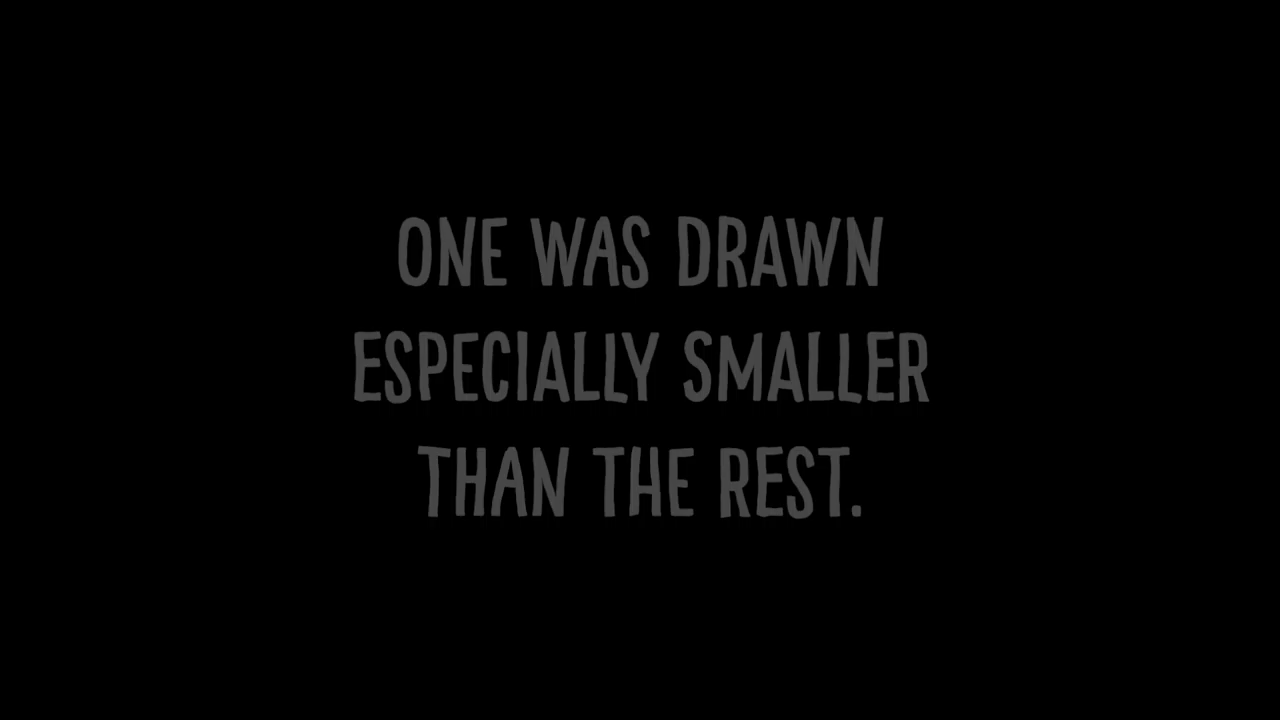 ONE WAS DRAWN
ESPECIALLY SMALLER
THAN THE REST.